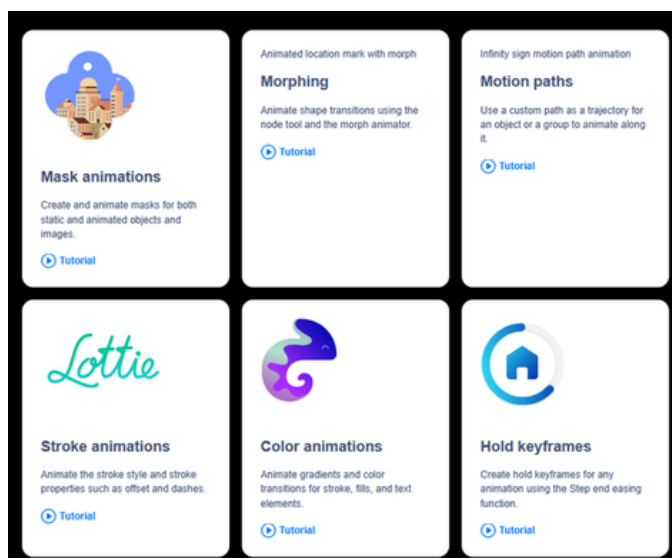 Mask animations
Create and animate masks for both
static and animated objects and
images.
Tutorial
Animated location mark with morph
Morphing
Animate shape transitions using the
node tool and the morph animator.
Tutorial
Infinity sign motion path animation
Motion paths
Use a custom path as a trajectory for
an object or a group to animate along
it.
Tutorial
Lottie
Stroke animations
Animate the stroke style and stroke
properties such as offset and dashes.
Tutorial
Color animations
Animate gradients and color
transitions for stroke, fills, and text
elements.
Tutorial
Hold keyframes
Create hold keyframes for any
animation using the Step end easing
function.
Tutorial